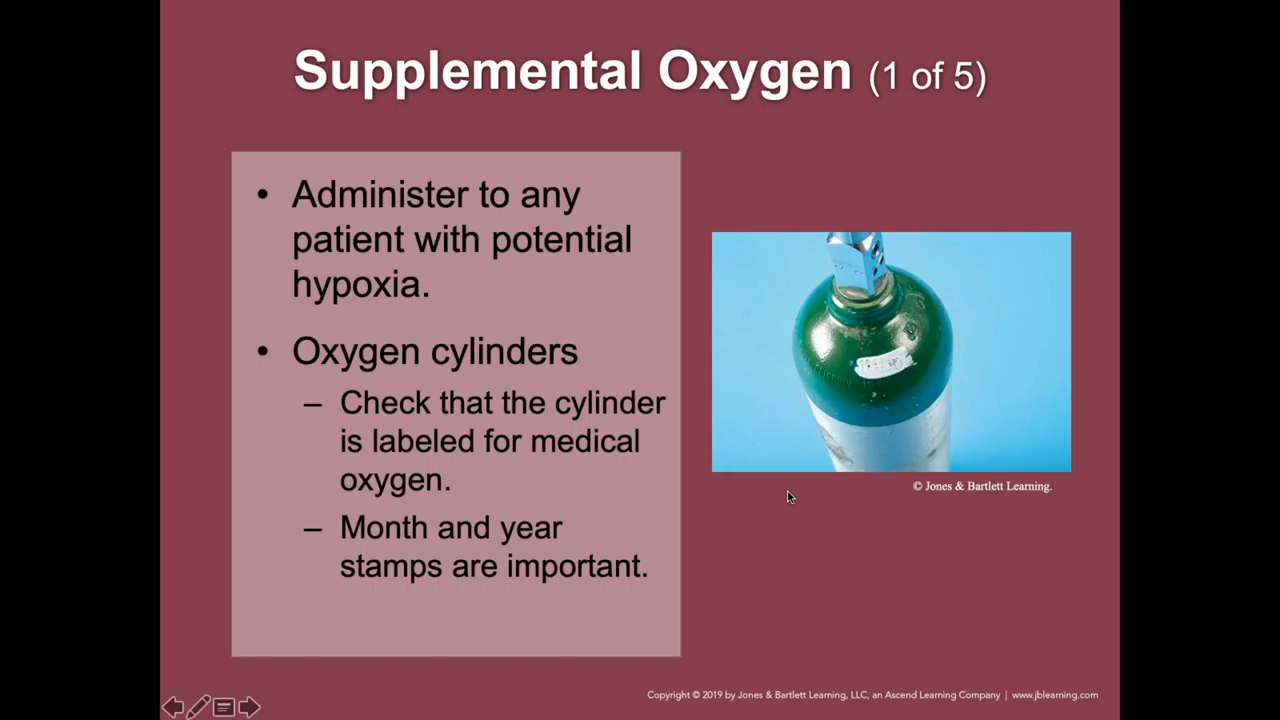 Supplemental Oxygen (1 of 5)
• Administer to any
patient with potential
hypoxia.
• Oxygen cylinders
– Check that the cylinder
is labeled for medical
oxygen.
– Month and year
stamps are important.
© Jones & Bartlett Learning.
Copyright © 2019 by Jones & Bartlett Learning, LLC, an Ascend Learning Company | www.jblearning.com